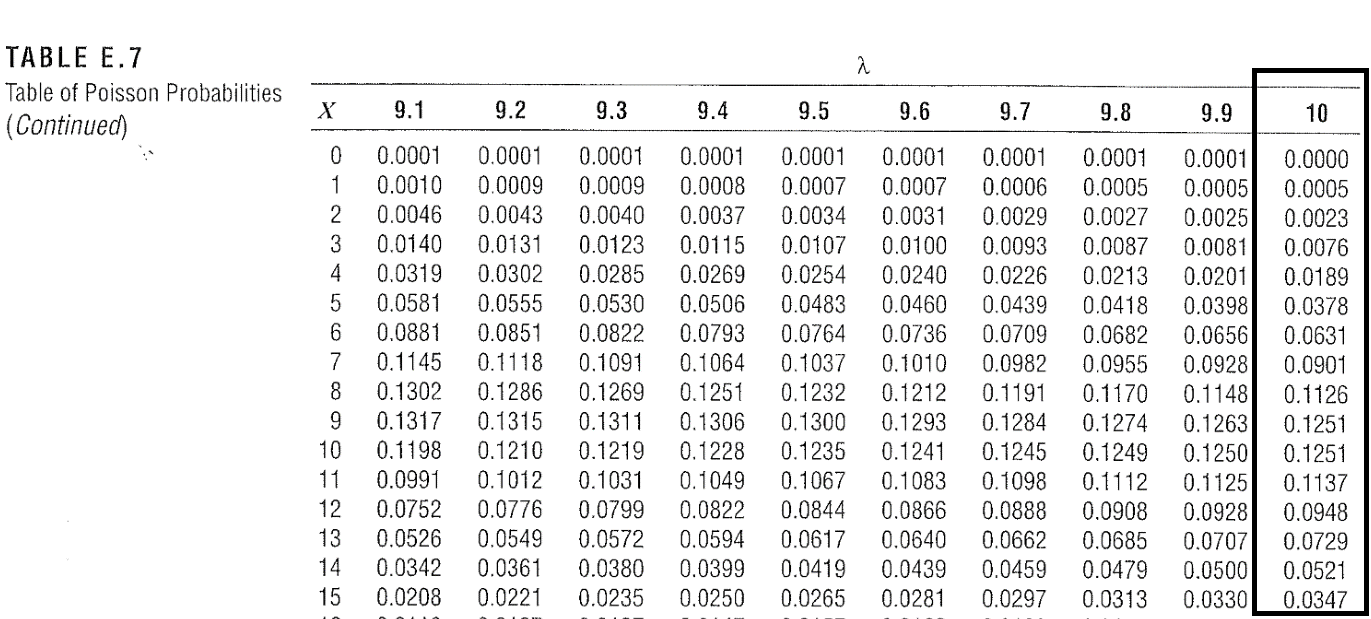 TABLE E.7
Table of Poisson Probabilities
(Continued)
λ
X 9.1 9.2 9.3 9.4 9.5 9.6 9.7 9.8 9.9 10
0 0.0001 0.0001 0.0001 0.0001 0.0001 0.0001 0.0001 0.0001 0.0001 0.0000
1 0.0010 0.0009 0.0009 0.0008 0.0007 0.0007 0.0006 0.0005 0.0005 0.0005
2 0.0046 0.0043 0.0040 0.0037 0.0034 0.0031 0.0029 0.0027 0.0025 0.0023
3 0.0140 0.0131 0.0123 0.0115 0.0107 0.0100 0.0093 0.0087 0.0081 0.0076
4 0.0319 0.0302 0.0285 0.0269 0.0254 0.0240 0.0226 0.0213 0.0201 0.0189
5 0.0581 0.0555 0.0530 0.0506 0.0483 0.0460 0.0439 0.0418 0.0398 0.0378
6 0.0881 0.0851 0.0822 0.0793 0.0764 0.0736 0.0709 0.0682 0.0656 0.0631
7 0.1145 0.1118 0.1091 0.1064 0.1037 0.1010 0.0982 0.0955 0.0928 0.0901
8 0.1302 0.1286 0.1269 0.1251 0.1232 0.1212 0.1191 0.1170 0.1148 0.1126
9 0.1317 0.1315 0.1311 0.1306 0.1300 0.1293 0.1284 0.1274 0.1263 0.1251
10 0.1198 0.1210 0.1219 0.1228 0.1235 0.1241 0.1245 0.1249 0.1250 0.1251
11 0.0991 0.1012 0.1031 0.1049 0.1067 0.1083 0.1098 0.1112 0.1125 0.1137
12 0.0752 0.0776 0.0799 0.0822 0.0844 0.0866 0.0888 0.0908 0.0928 0.0948
13 0.0526 0.0549 0.0572 0.0594 0.0617 0.0640 0.0662 0.0685 0.0707 0.0729
14 0.0342 0.0361 0.0380 0.0399 0.0419 0.0439 0.0459 0.0479 0.0500 0.0521
15 0.0208 0.0221 0.0235 0.0250 0.0265 0.0281 0.0297 0.0313 0.0330 0.0347